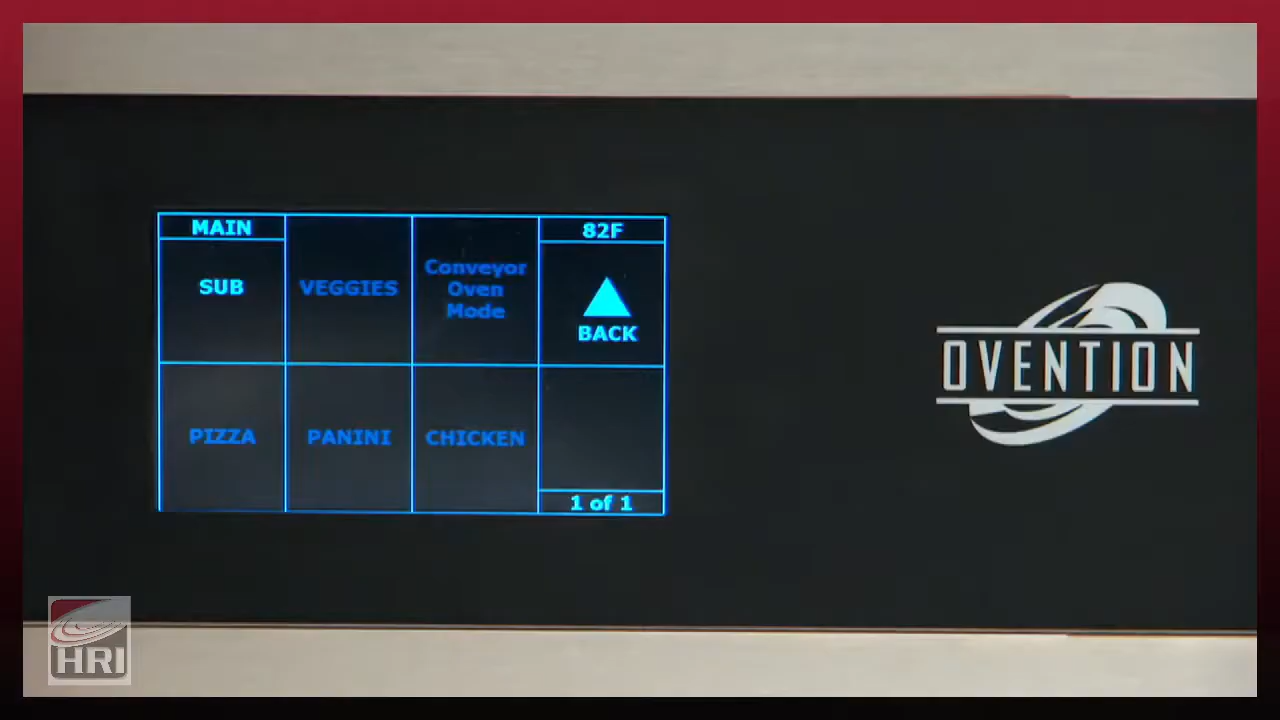 MAIN
82F
SUB
VEGGIES
Conveyor
Oven
Mode
BACK
PIZZA
PANINI
CHICKEN
1 of 1
OVENTION
HRI